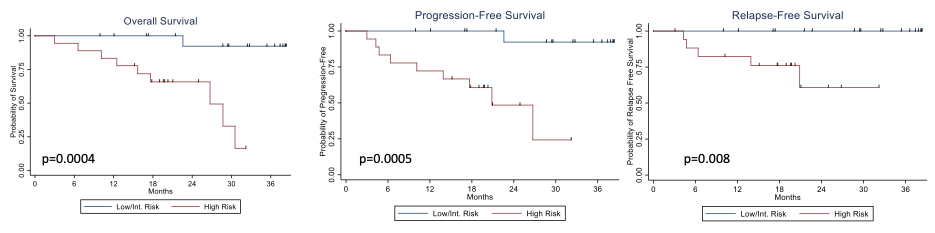 Overall Survival
Probability of Survival
1.00
0.75
0.50
0.25
0.00
p=0.0004
0 6 12 18 24 30 36
Months
Low/Int. Risk High Risk
Progression-Free Survival
Probability of Pregression-Free
1.00
0.75
0.50
0.25
0.00
p=0.0005
0 6 12 18 24 30 36
Months
Low/Int. Risk High Risk
Relapse-Free Survival
Probability of Relapse Free Survival
1.00
0.75
0.50
0.25
0.00
p=0.008
0 6 12 18 24 30 36
Months
Low/Int. Risk High Risk